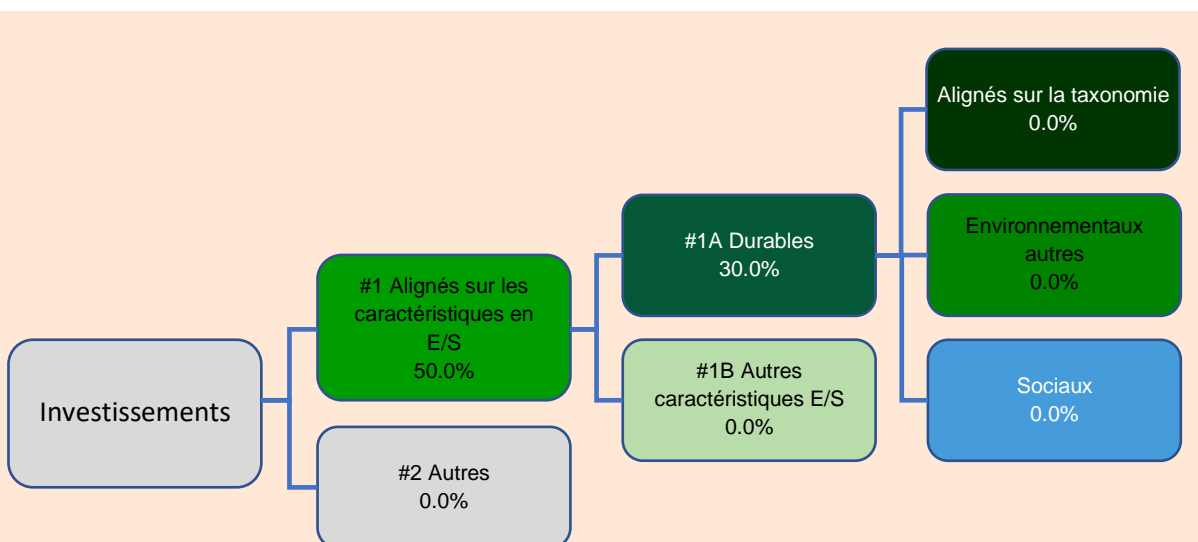 Investissements
#1 Alignés sur les
caractéristiques en
E/S
50.0%
#2 Autres
0.0%
#1A Durables
30.0%
#1B Autres
caractéristiques E/S
0.0%
Alignés sur la taxonomie
0.0%
Environnementaux
autres
0.0%
Sociaux
0.0%